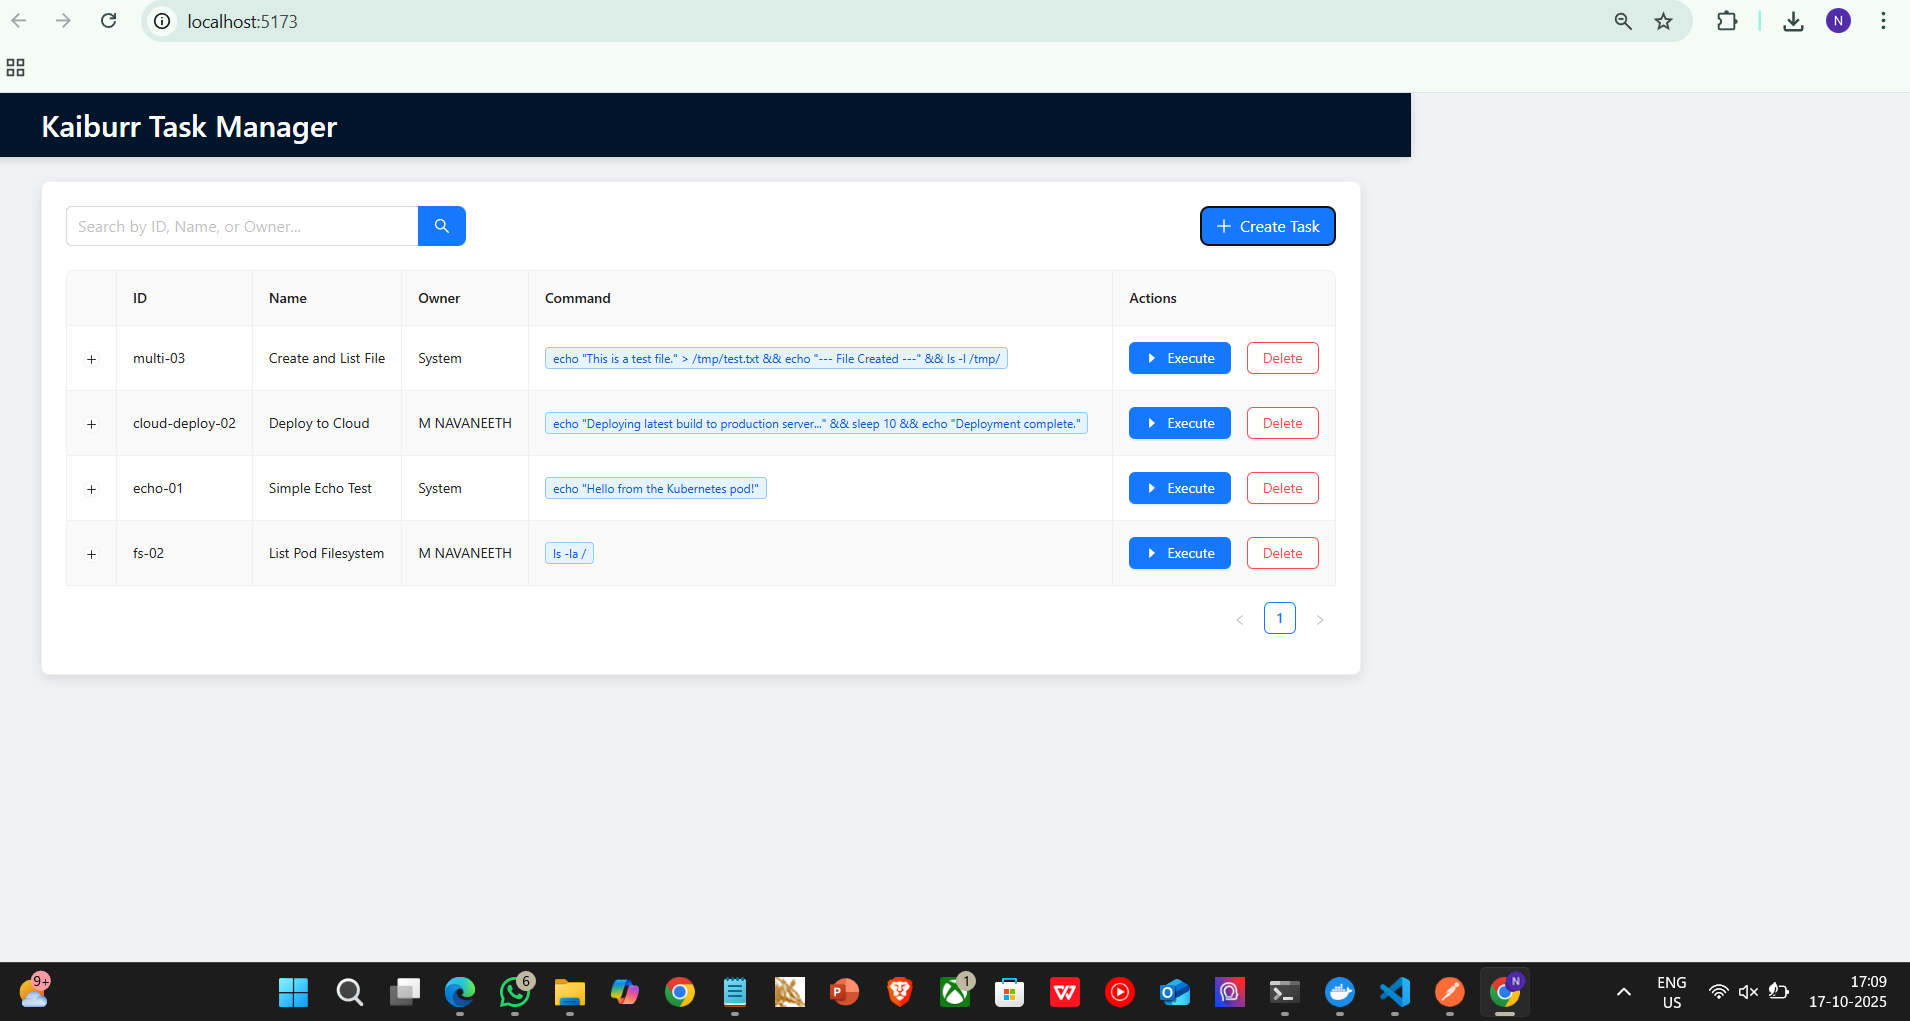 localhost:5173
N
Kaiburr Task Manager
Search by ID, Name, or Owner...
+ Create Task
ID Name Owner Command Actions
+ multi-03 Create and List File System echo "This is a test file." > /tmp/test.txt && echo "--- File Created ---" && ls -l /tmp/ Execute Delete
+ cloud-deploy-02 Deploy to Cloud M NAVANEETH echo "Deploying latest build to production server..." && sleep 10 && echo "Deployment complete." Execute Delete
+ echo-01 Simple Echo Test System echo "Hello from the Kubernetes pod!" Execute Delete
+ fs-02 List Pod Filesystem M NAVANEETH ls -la / Execute Delete
< 1 >
9+
6
P
1
W
O
N
ENG
US
17:09
17-10-2025